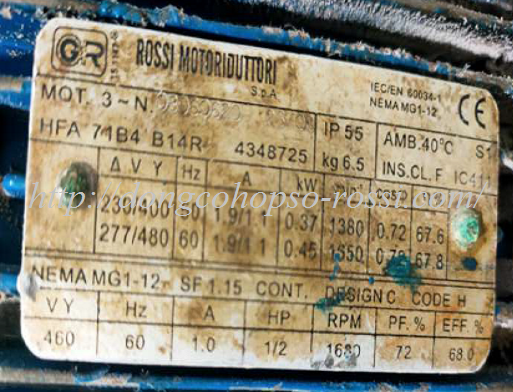 GR
ROSSI MOTORIDUTTORI
S.p.A
IEC/EN 60034-1
NEMA MG1-12
CE
MOT. 3~ N.
HFA 71B4 B14R 4348725
IP 55
kg 6.5
AMB. 40°C S1
INS.CL. F IC411
Δ V Y Hz A kW
230/400 50 1.9/1.1 0.37 1380 0.72 67.6
277/480 60 1.9/1.1 0.45 67.8
http://dongcohopso-rossi.com/
NEMA MG1-12 SF 1.15 CONT. DESIGN C CODE H
V Y Hz A HP RPM PF. % EFF. %
460 60 1.0 1/2 72 68.0